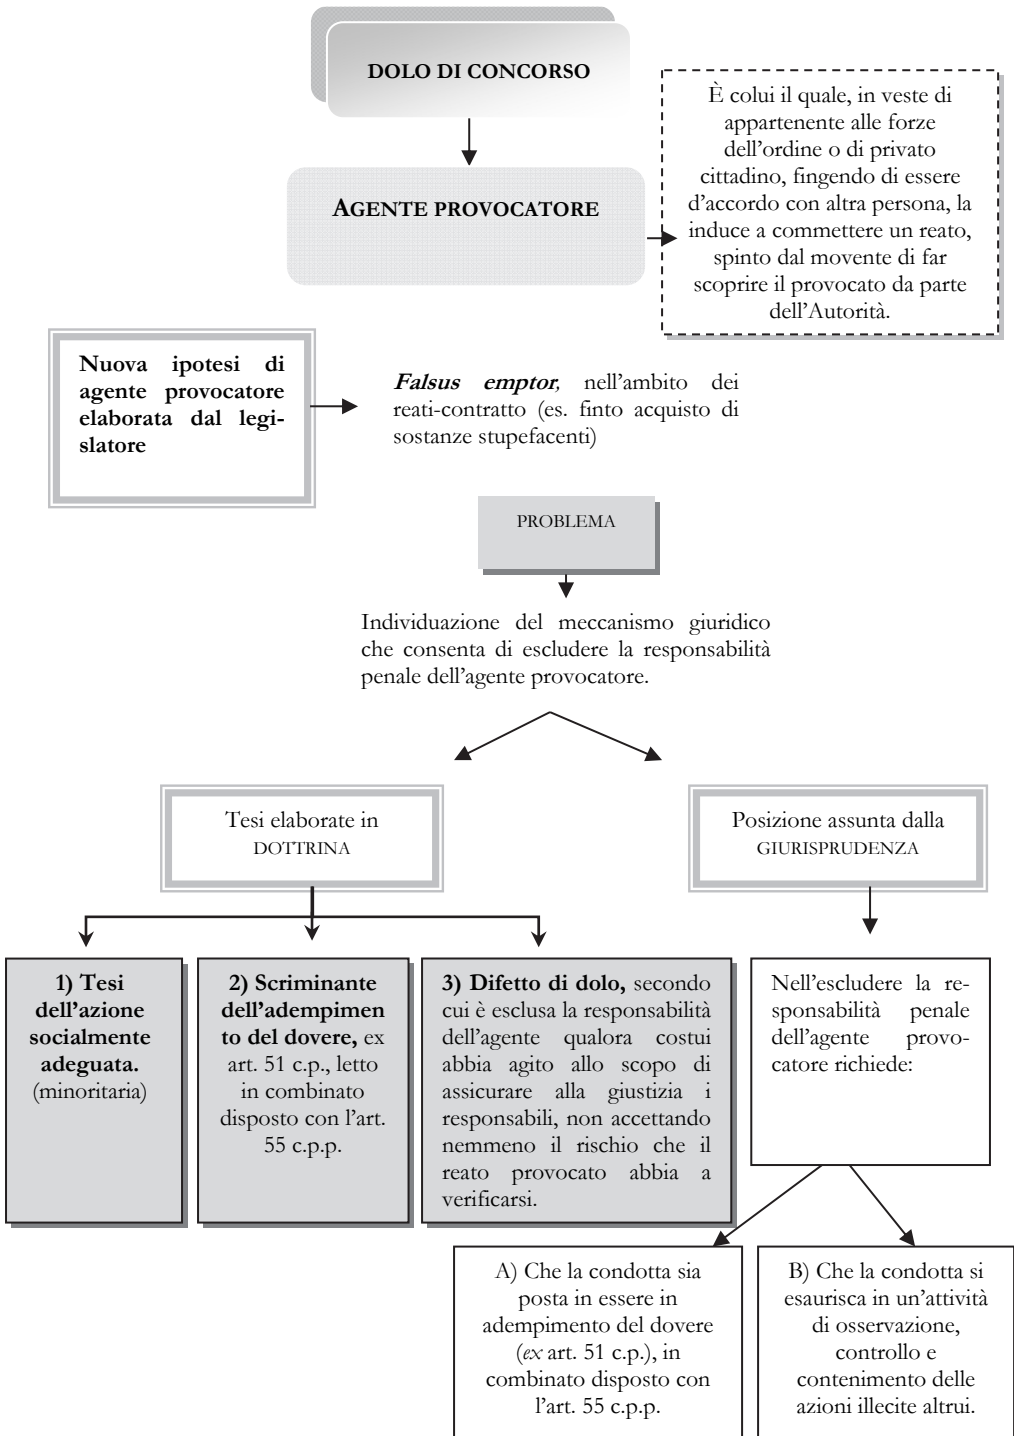 DOLO DI CONCORSO
AGENTE PROVOCATORE
È colui il quale, in veste di
appartenente alle forze
dell’ordine o di privato
cittadino, fingendo di essere
d’accordo con altra persona, la
induce a commettere un reato,
spinto dal movente di far
scoprire il provocato da parte
dell’Autorità.
Nuova ipotesi di
agente provocatore
elaborata dal legi-
slatore
Falsus emptor, nell’ambito dei
reati-contratto (es. finto acquisto di
sostanze stupefacenti)
PROBLEMA
Individuazione del meccanismo giuridico
che consenta di escludere la responsabilità
penale dell’agente provocatore.
Tesi elaborate in
DOTTRINA
Posizione assunta dalla
GIURISPRUDENZA
1) Tesi
dell’azione
socialmente
adeguata.
(minoritaria)
2) Scriminante
dell’adempimen
to del dovere, ex
art. 51 c.p., letto
in combinato
disposto con l’art.
55 c.p.p.
3) Difetto di dolo, secondo
cui è esclusa la responsabilità
dell’agente qualora costui
abbia agito allo scopo di
assicurare alla giustizia i
responsabili, non accettando
nemmeno il rischio che il
reato provocato abbia a
verificarsi.
Nell’escludere la re-
sponsabilità penale
dell’agente provo-
catore richiede:
A) Che la condotta sia
posta in essere in
adempimento del dovere
(ex art. 51 c.p.), in
combinato disposto con
l’art. 55 c.p.p.
B) Che la condotta si
esaurisca in un’attività
di osservazione,
controllo e
contenimento delle
azioni illecite altrui.